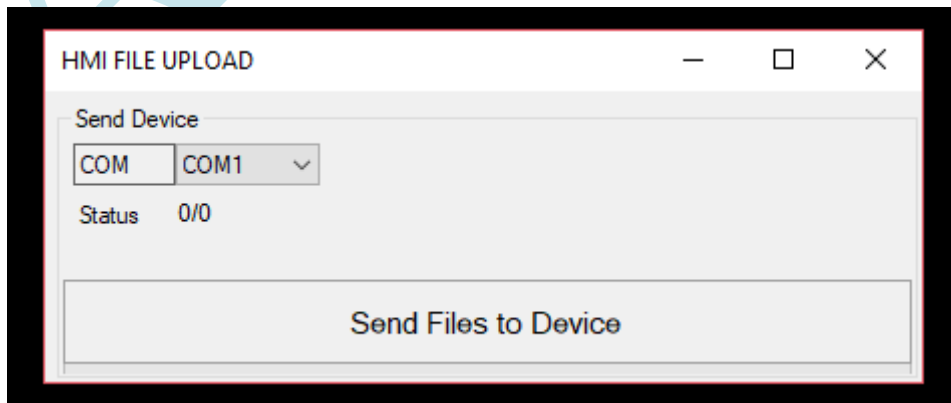 HMI FILE UPLOAD
Send Device
COM COM1
Status 0/0
Send Files to Device